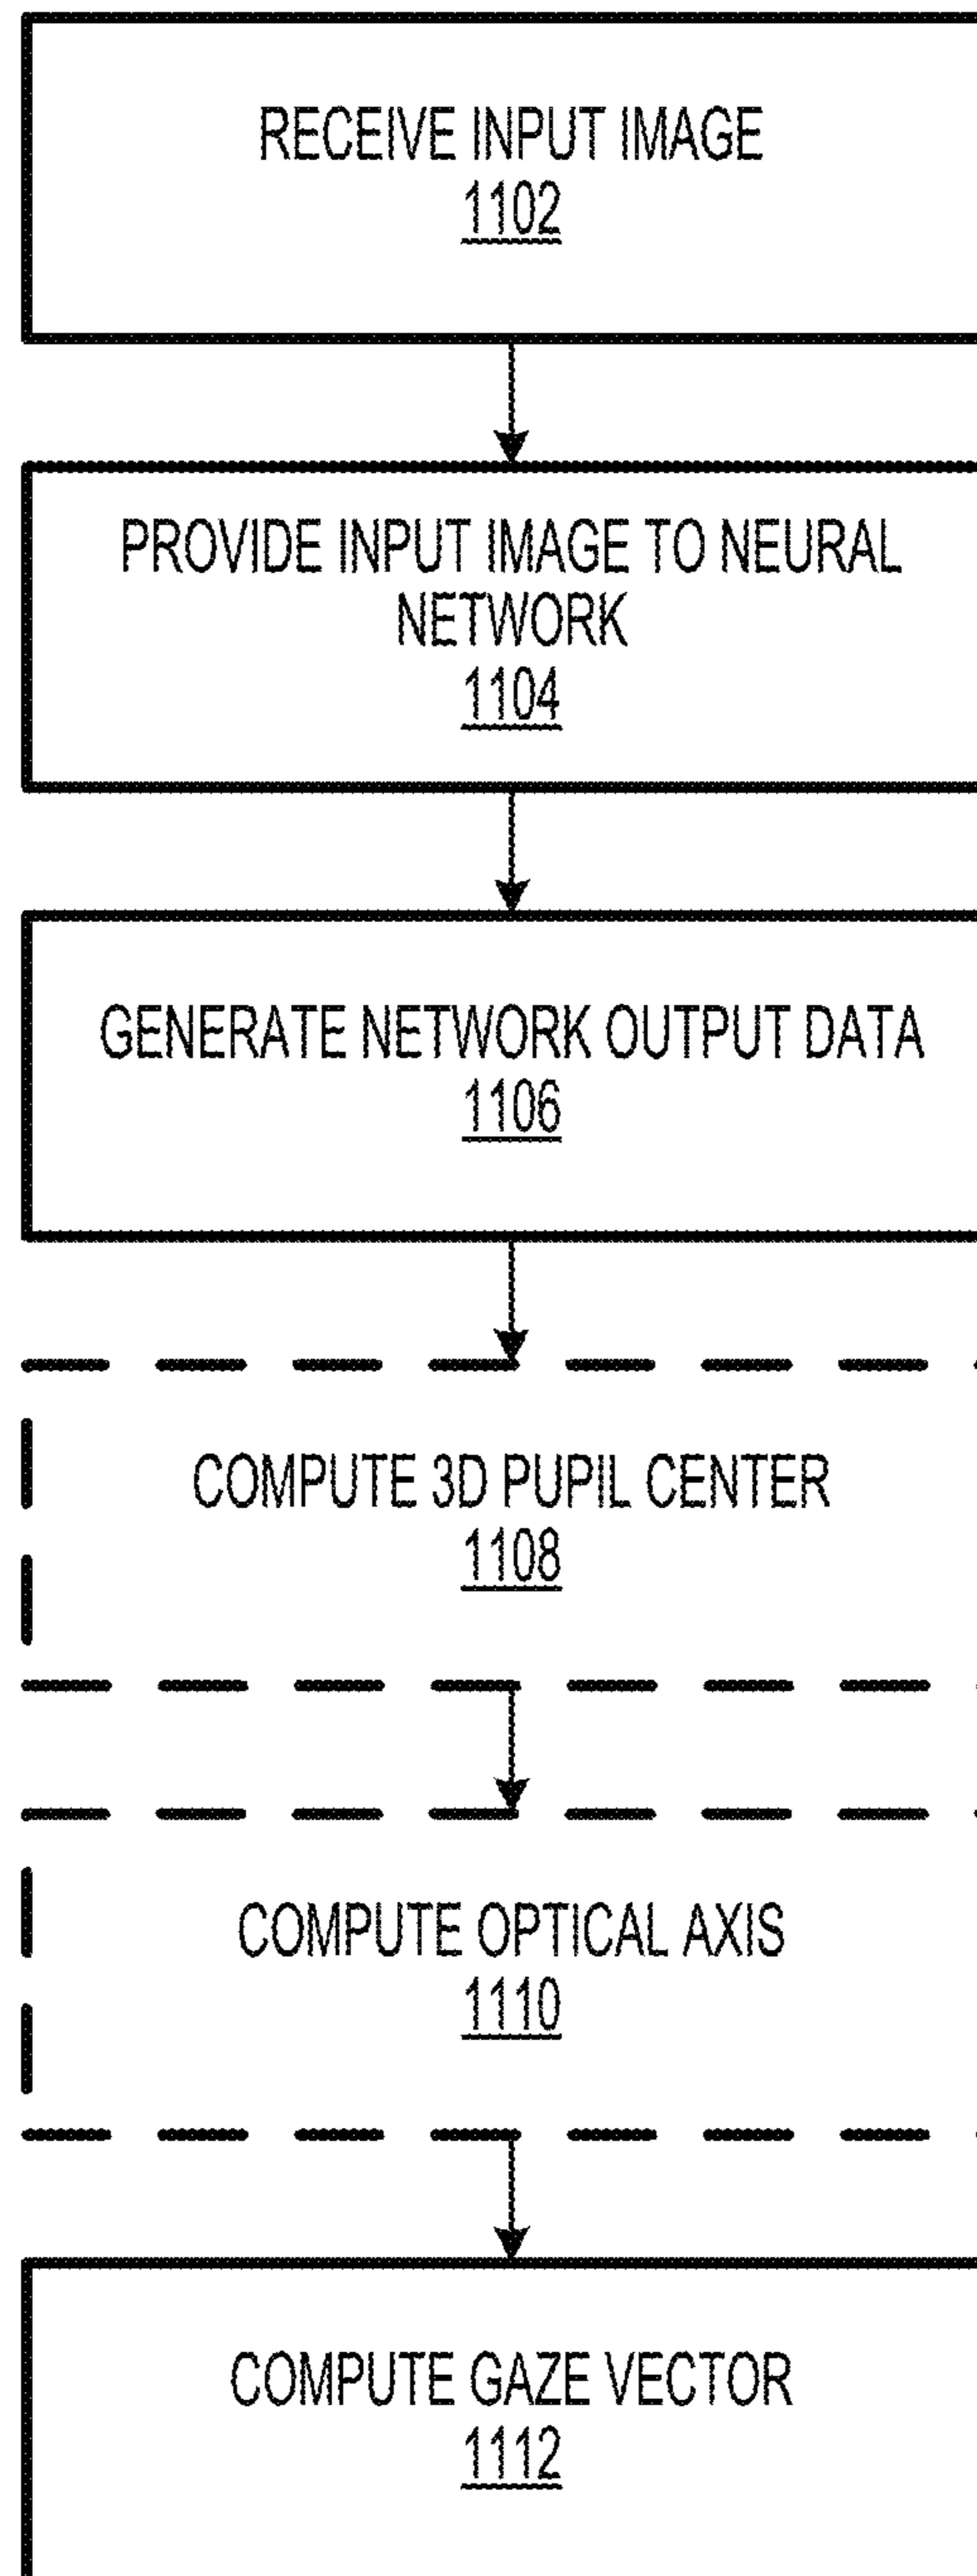 RECEIVE INPUT IMAGE
1102
PROVIDE INPUT IMAGE TO NEURAL
NETWORK
1104
GENERATE NETWORK OUTPUT DATA
1106
COMPUTE 3D PUPIL CENTER
1108
COMPUTE OPTICAL AXIS
1110
COMPUTE GAZE VECTOR
1112